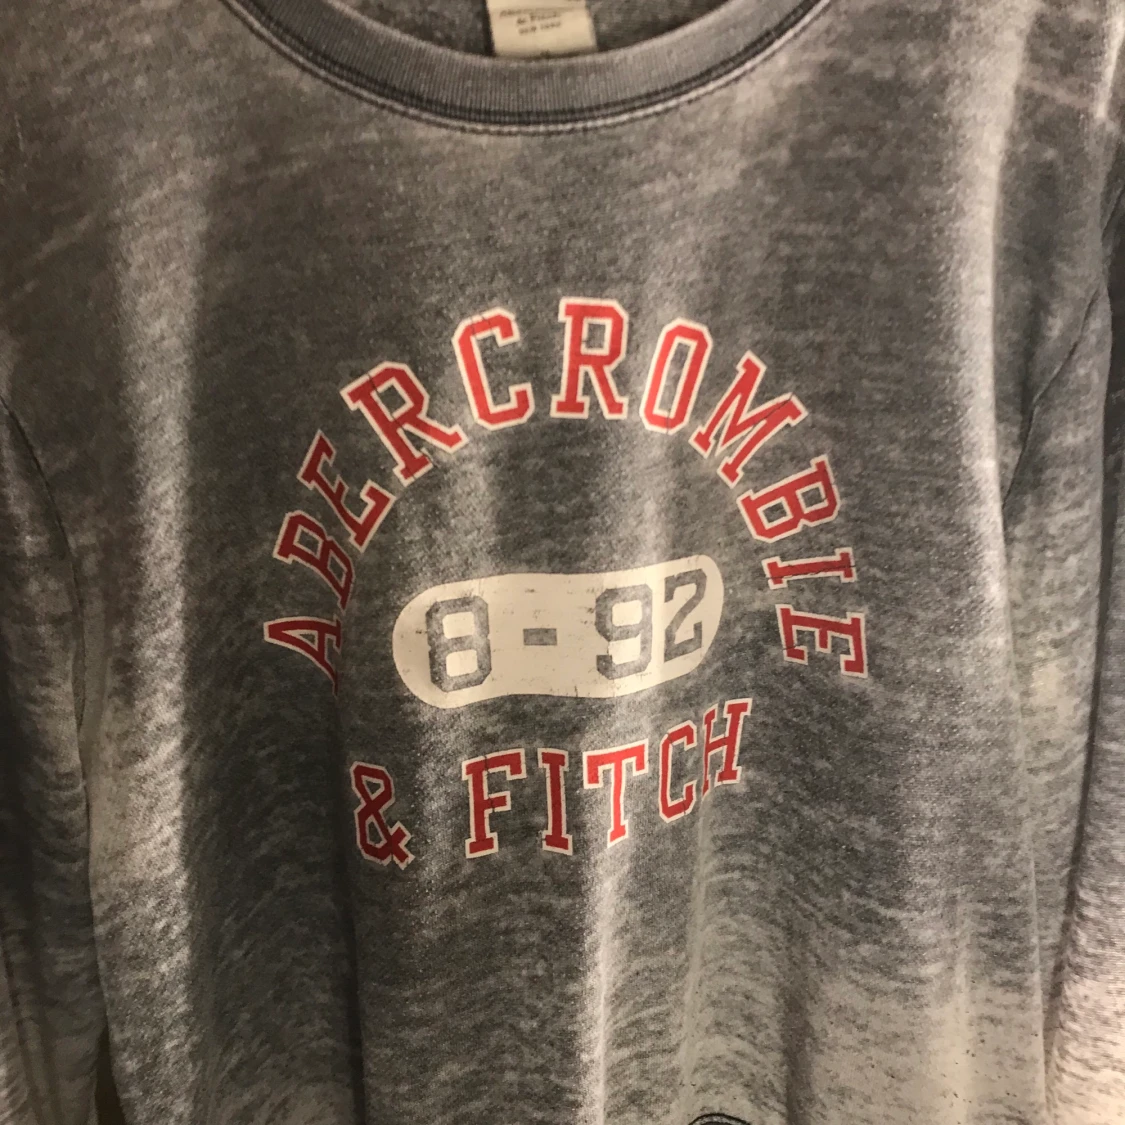 ABERCROMBIE
8-92
& FITCH